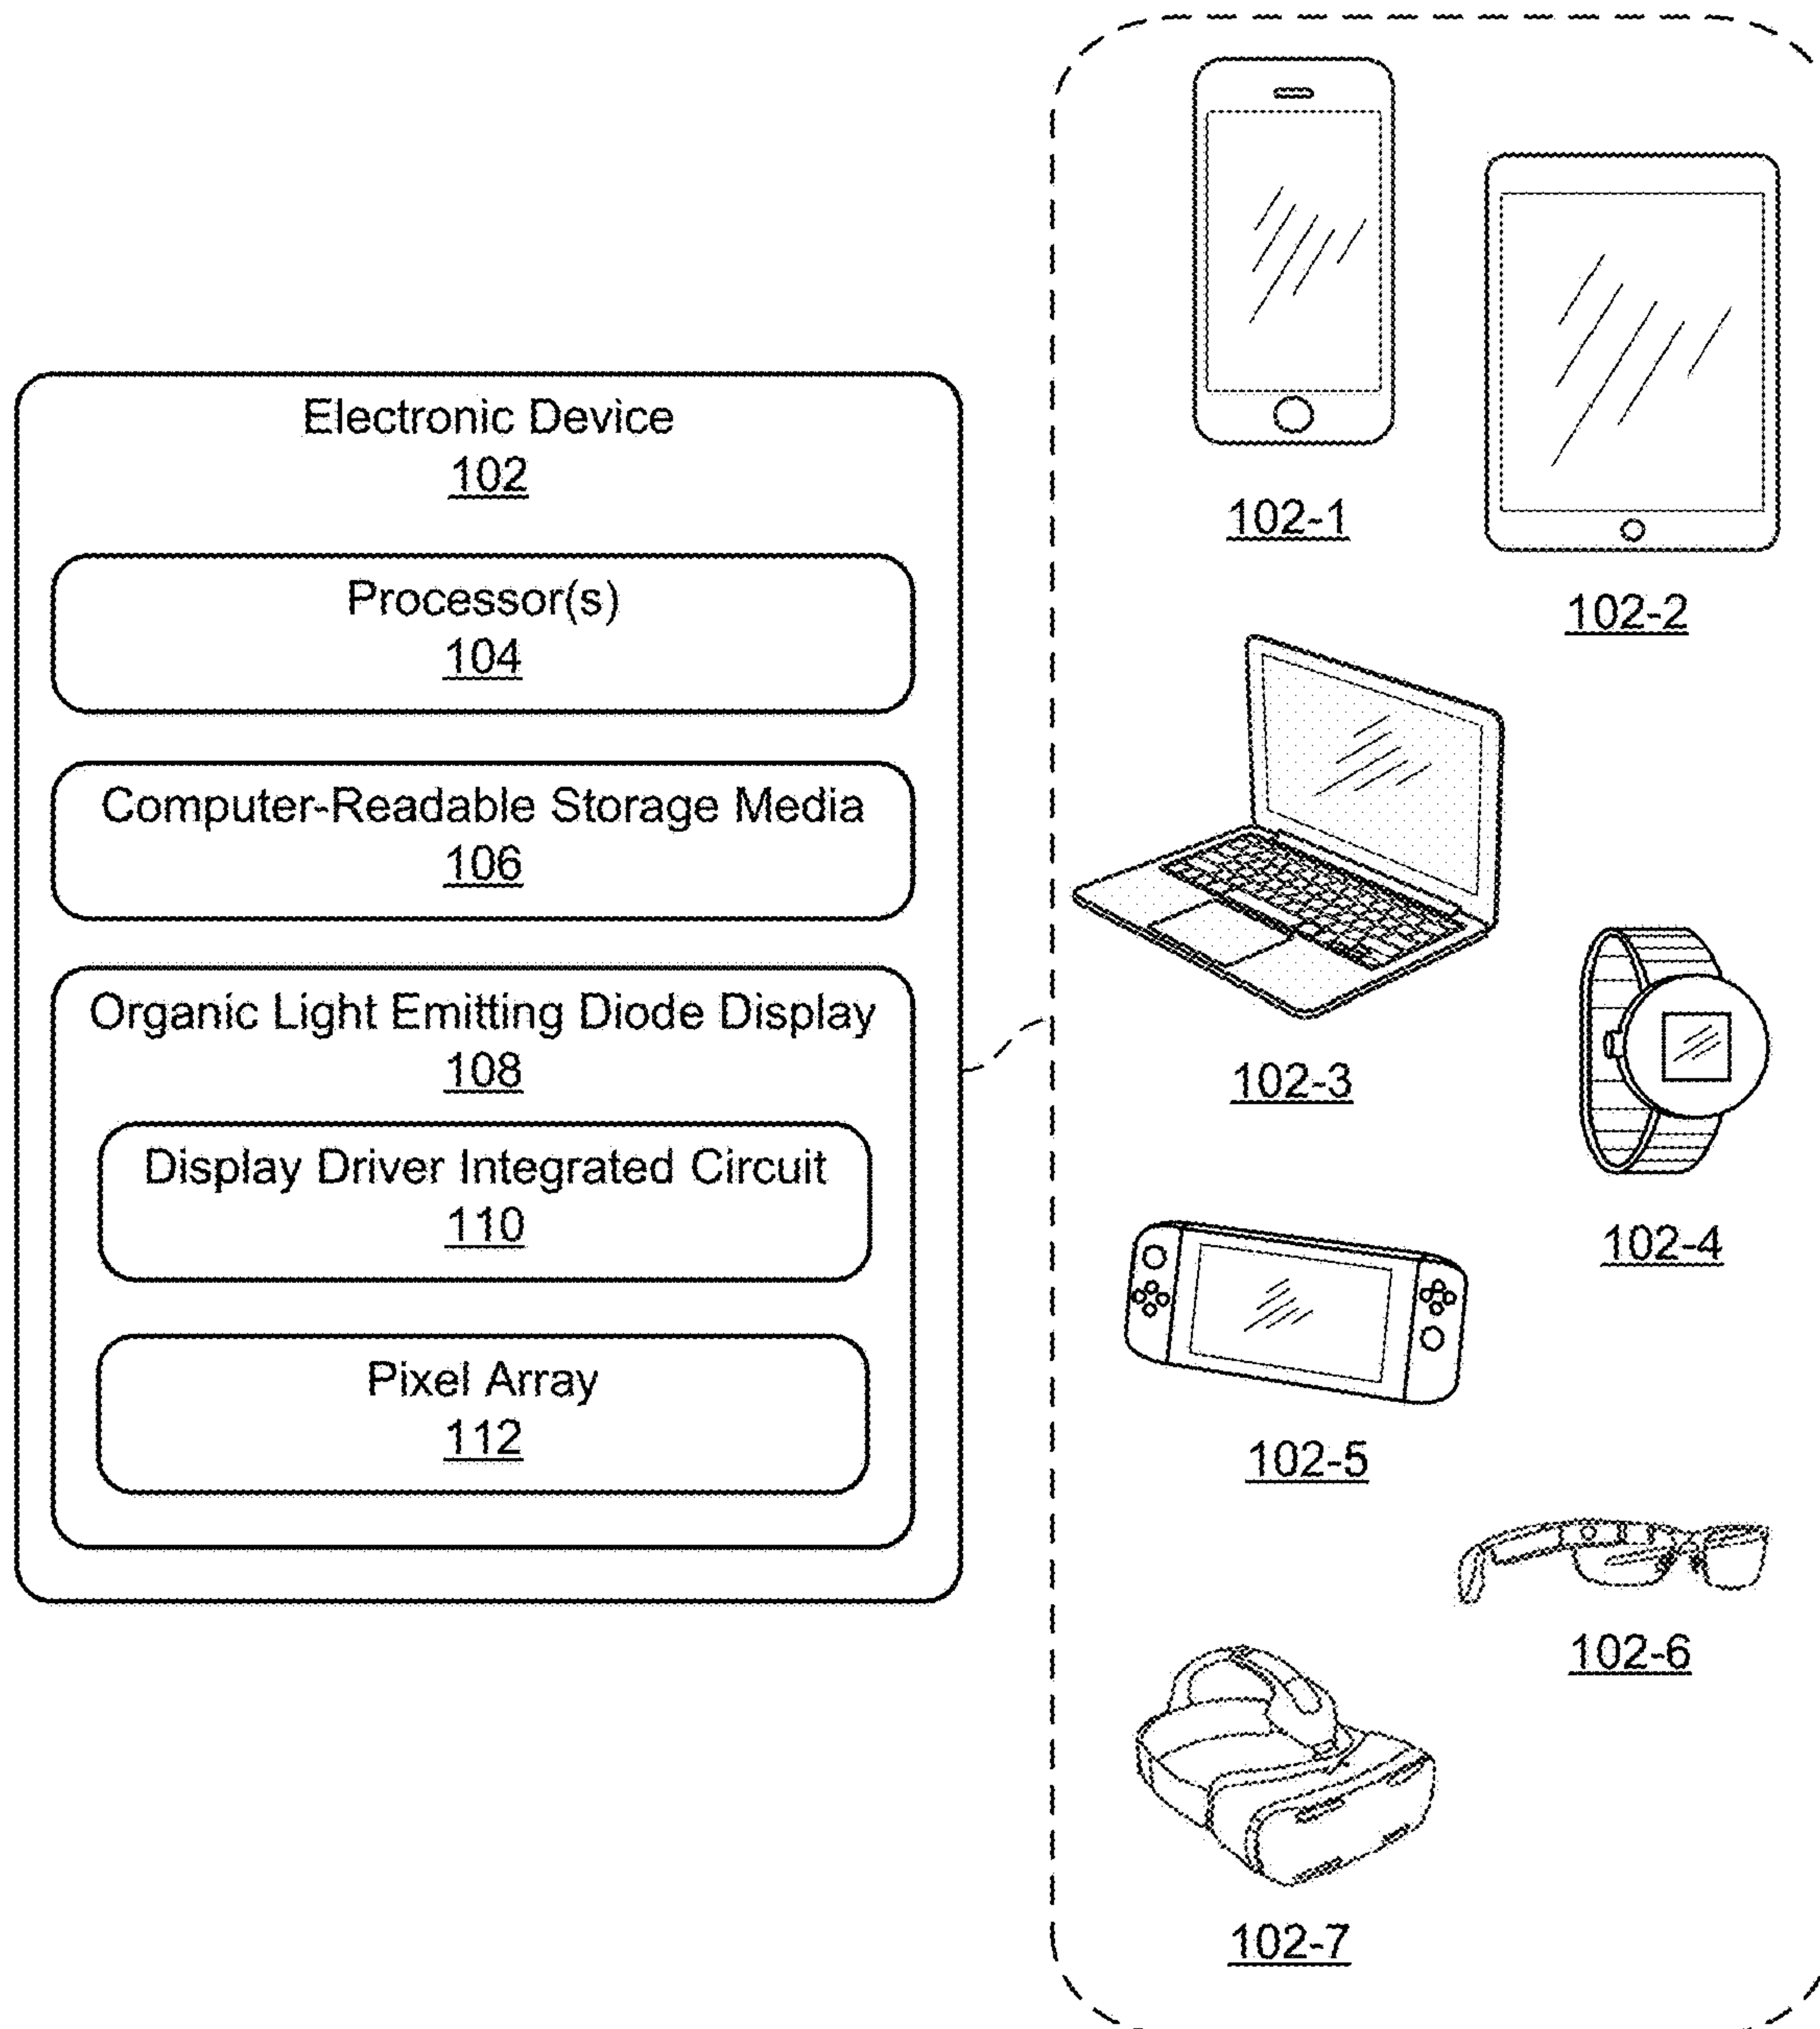 Electronic Device
102
Processor(s)
104
Computer-Readable Storage Media
106
Organic Light Emitting Diode Display
108
Display Driver Integrated Circuit
110
Pixel Array
112
102-1
102-2
102-3
102-4
102-5
102-6
102-7